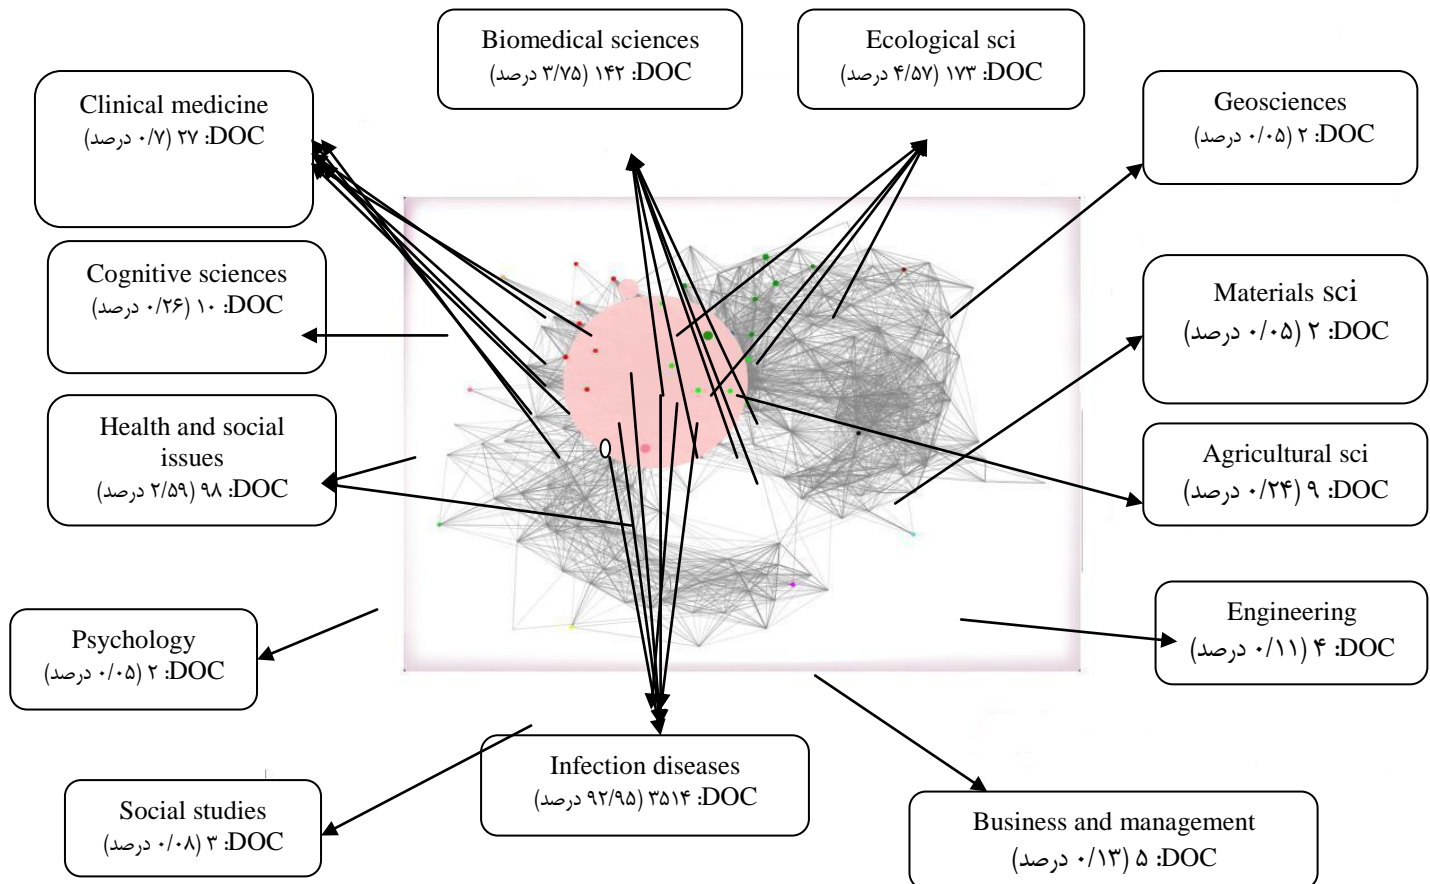 Biomedical sciences
DOC: ۱۴۲ (۳/۷۵ درصد)
Ecological sci
DOC: ۱۷۳ (۴/۵۷ درصد)
Clinical medicine
DOC: ۲۷ (۰/۷ درصد)
Geosciences
DOC: ۲ (۰/۰۵ درصد)
Cognitive sciences
DOC: ۱۰ (۰/۲۶ درصد)
Materials sci
DOC: ۲ (۰/۰۵ درصد)
Health and social
issues
DOC: ۹۸ (۲/۵۹ درصد)
Agricultural sci
DOC: ۹ (۰/۲۴ درصد)
Psychology
DOC: ۲ (۰/۰۵ درصد)
Engineering
DOC: ۴ (۰/۱۱ درصد)
Infection diseases
DOC: ۳۵۱۴ (۹۲/۹۵ درصد)
Social studies
DOC: ۳ (۰/۰۸ درصد)
Business and management
DOC: ۵ (۰/۱۳ درصد)